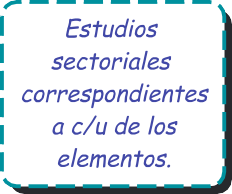 Estudios
sectoriales
correspondientes
a c/u de los
elementos.